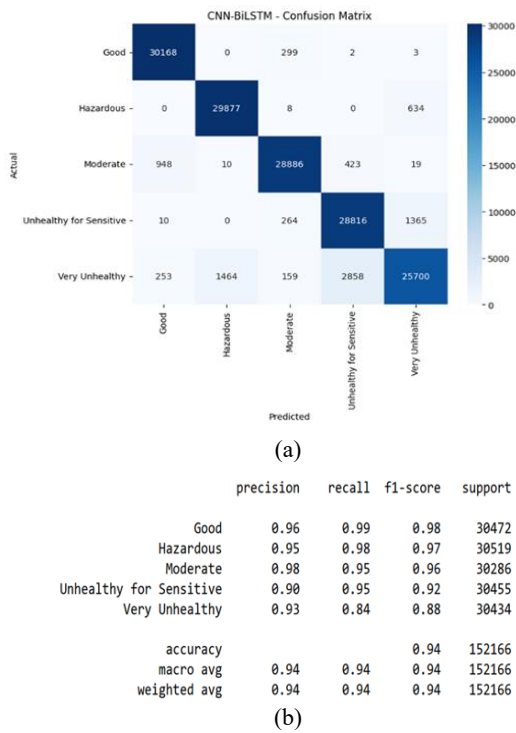 CNN-BiLSTM - Confusion Matrix
Good
30168 0 299 2 3
Hazardous
0 29877 8 0 634
Moderate
948 10 28886 423 19
Unhealthy for Sensitive
10 0 264 28816 1365
Very Unhealthy
253 1464 159 2858 25700
Actual
Good
Hazardous
Moderate
Unhealthy for Sensitive
Very Unhealthy
Predicted
30000
25000
20000
15000
10000
5000
0
(a)
precision recall f1-score support
Good 0.96 0.99 0.98 30472
Hazardous 0.95 0.98 0.97 30519
Moderate 0.98 0.95 0.96 30286
Unhealthy for Sensitive 0.90 0.95 0.92 30455
Very Unhealthy 0.93 0.84 0.88 30434
accuracy 0.94 152166
macro avg 0.94 0.94 0.94 152166
weighted avg 0.94 0.94 0.94 152166
(b)